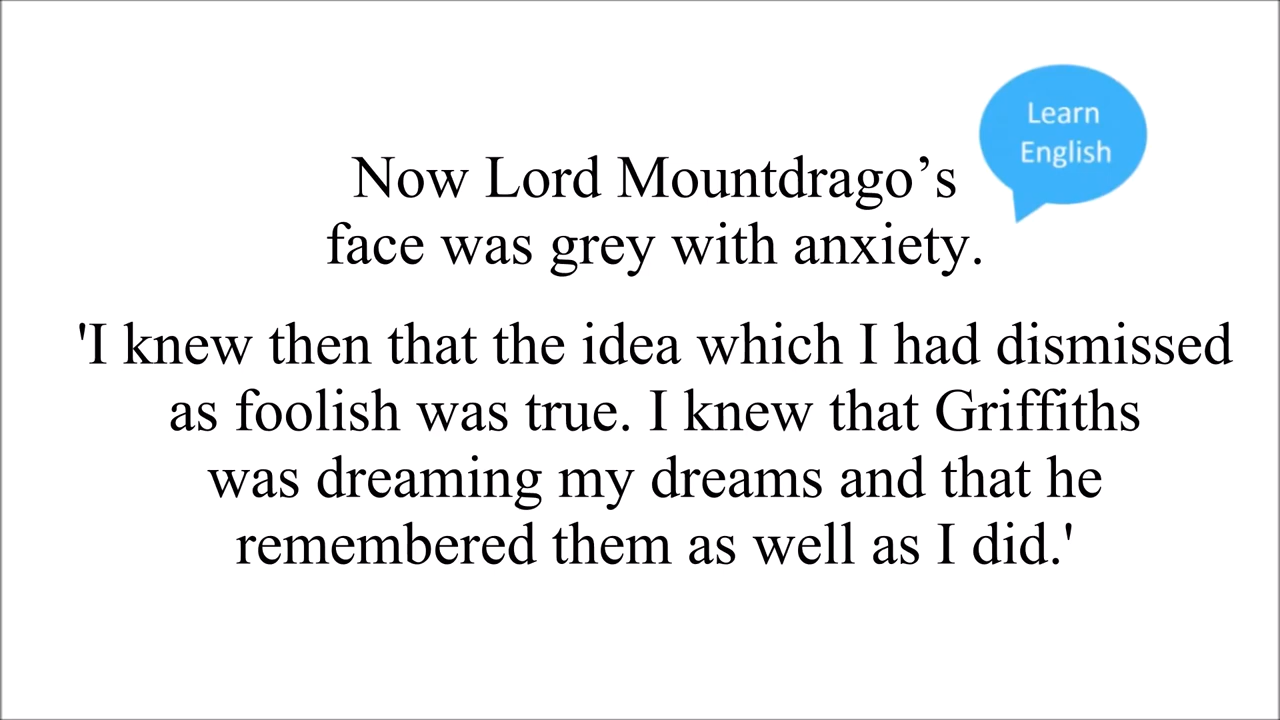 Learn
English
Now Lord Mountdrago’s
face was grey with anxiety.
'I knew then that the idea which I had dismissed
as foolish was true. I knew that Griffiths
was dreaming my dreams and that he
remembered them as well as I did.'